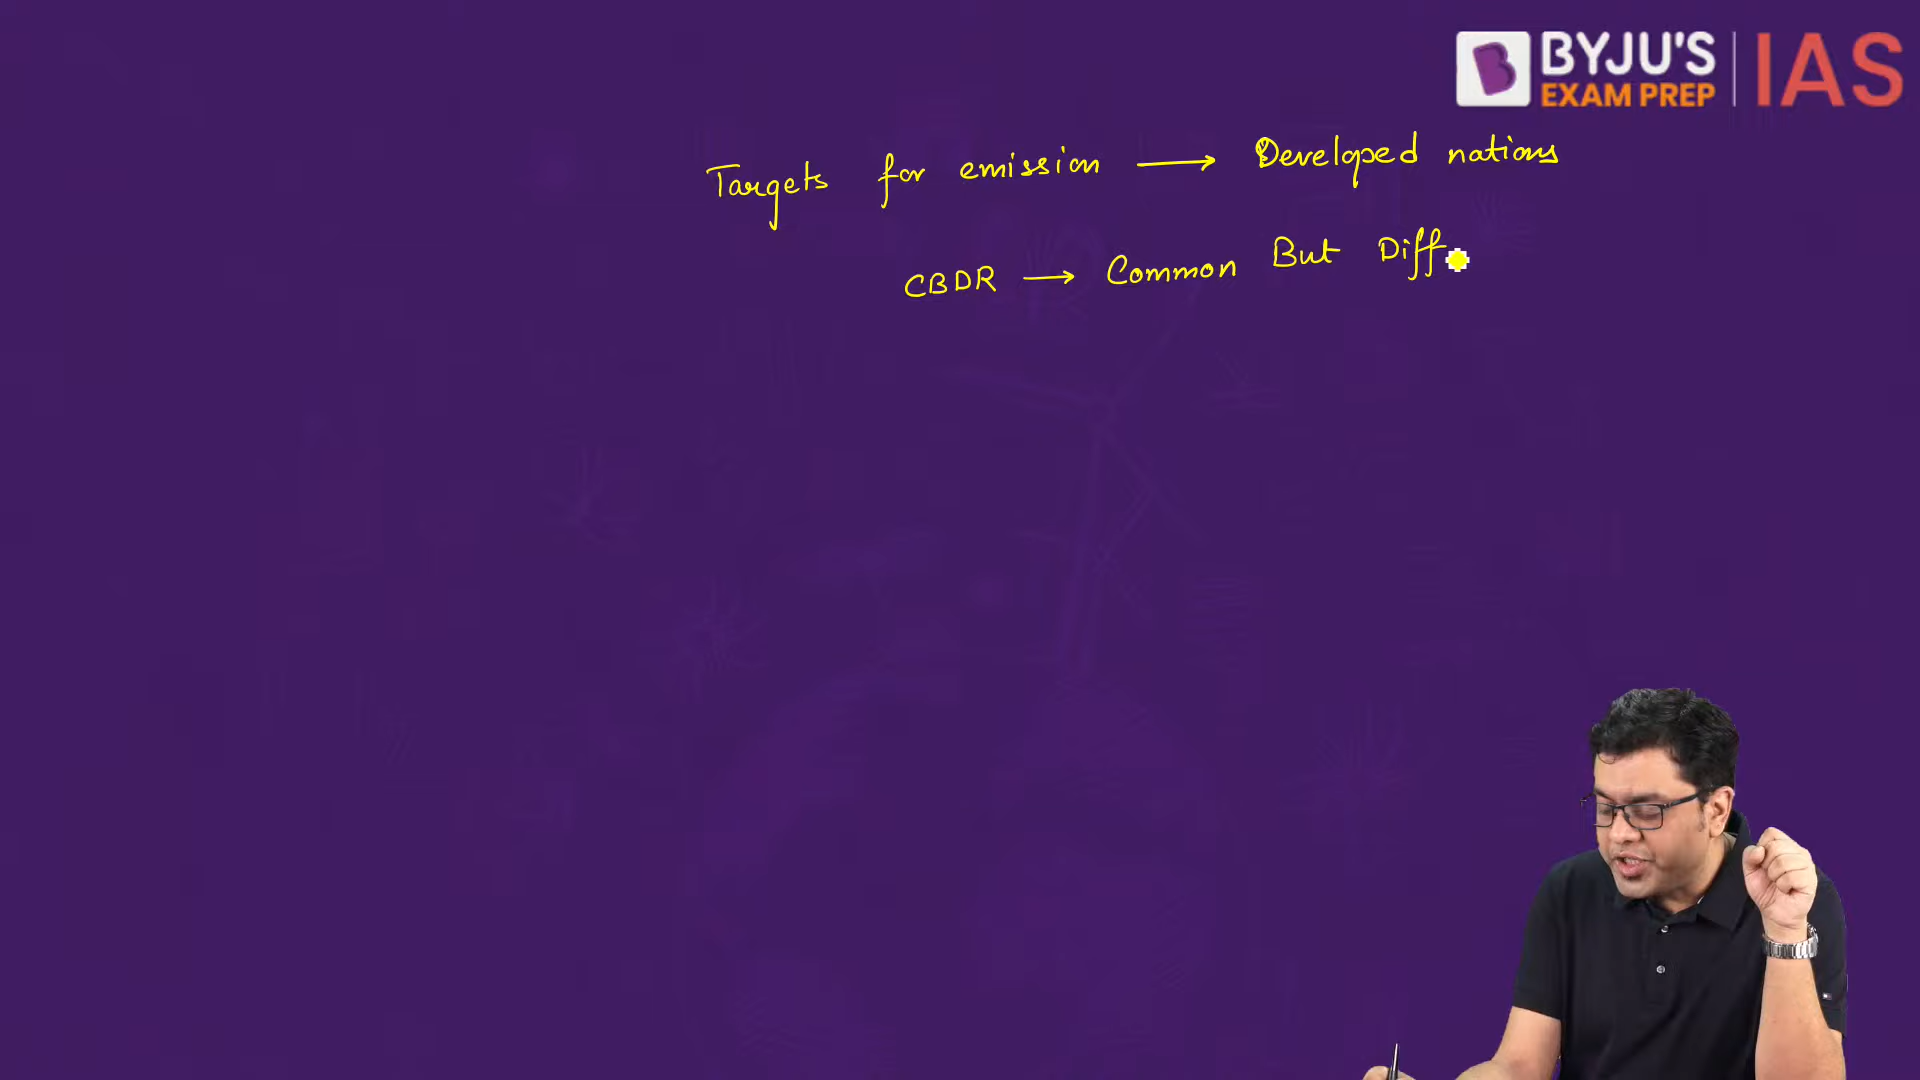 BYJU'S
EXAM PREP
IAS
Targets for emission → Developed nations
CBDR → Common But Diff